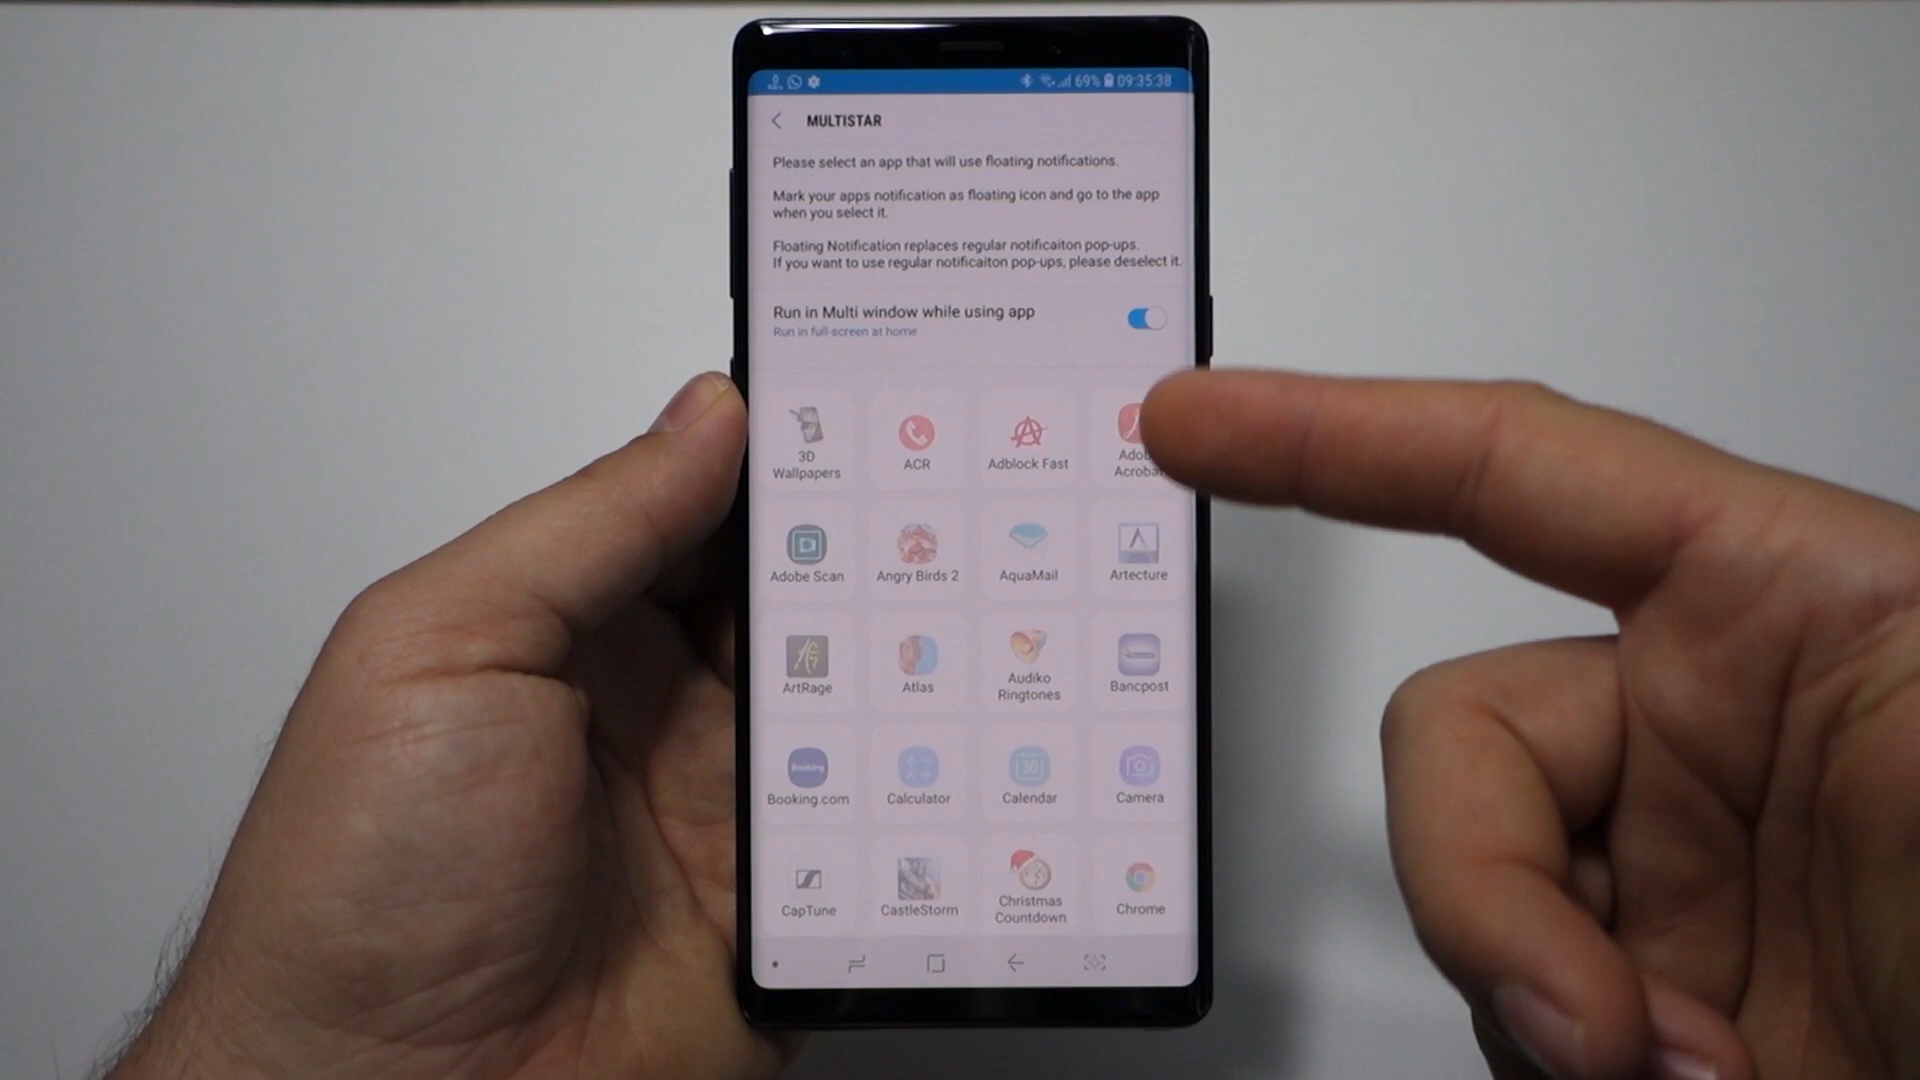 69% 09:35:38
MULTISTAR
Please select an app that will use floating notifications.
Mark your apps notification as floating icon and go to the app
when you select it.
Floating Notification replaces regular notificaiton pop-ups.
If you want to use regular notificaiton pop-ups, please deselect it.
Run in Multi window while using app
Run in full-screen at home
3D
Wallpapers
ACR
Adblock Fast
Adob
Acrobat
Adobe Scan
Angry Birds 2
AquaMail
Artecture
ArtRage
Atlas
Audiko
Ringtones
Bancpost
Booking
Booking.com
Calculator
30
Calendar
Camera
CapTune
CastleStorm
Christmas
Countdown
Chrome